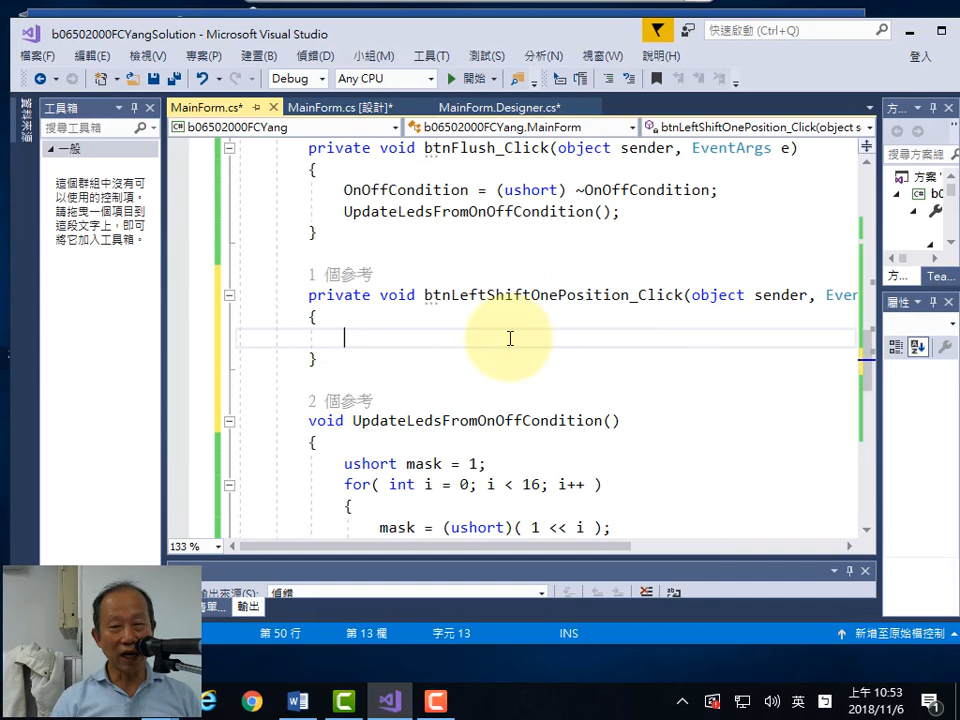 b06502000FCYangSolution - Microsoft Visual Studio
快速啟動 (Ctrl+Q)
檔案(F) 編輯(E) 檢視(V) 專案(P) 建置(B) 偵錯(D) 小組(M) 工具(T) 測試(S) 分析(N) 視窗(W) 說明(H) 登入
Debug Any CPU 開始
工具箱
搜尋工具箱
一般
這個群組中沒有可
以使用的控制項。
請拖曳一個項目到
這段文字上，即可
將它加入工具箱。
MainForm.cs* MainForm.cs [設計]* MainForm.Designer.cs*
b06502000FCYang b06502000FCYang.MainForm btnLeftShiftOnePosition_Click(object s
private void btnFlush_Click(object sender, EventArgs e)
{
OnOffCondition = (ushort) ~OnOffCondition;
UpdateLedsFromOnOffCondition();
}
1 個參考
private void btnLeftShiftOnePosition_Click(object sender, Even
{
}
2 個參考
void UpdateLedsFromOnOffCondition()
{
ushort mask = 1;
for( int i = 0; i < 16; i++ )
{
mask = (ushort)( 1 << i );
133 %
方...
搜尋方案總
方案 '
b0
方... Tea...
屬性
輸出
第 50 行 第 13 欄 字元 13 INS 新增至原始檔控制
英
上午 10:53
2018/11/6
1